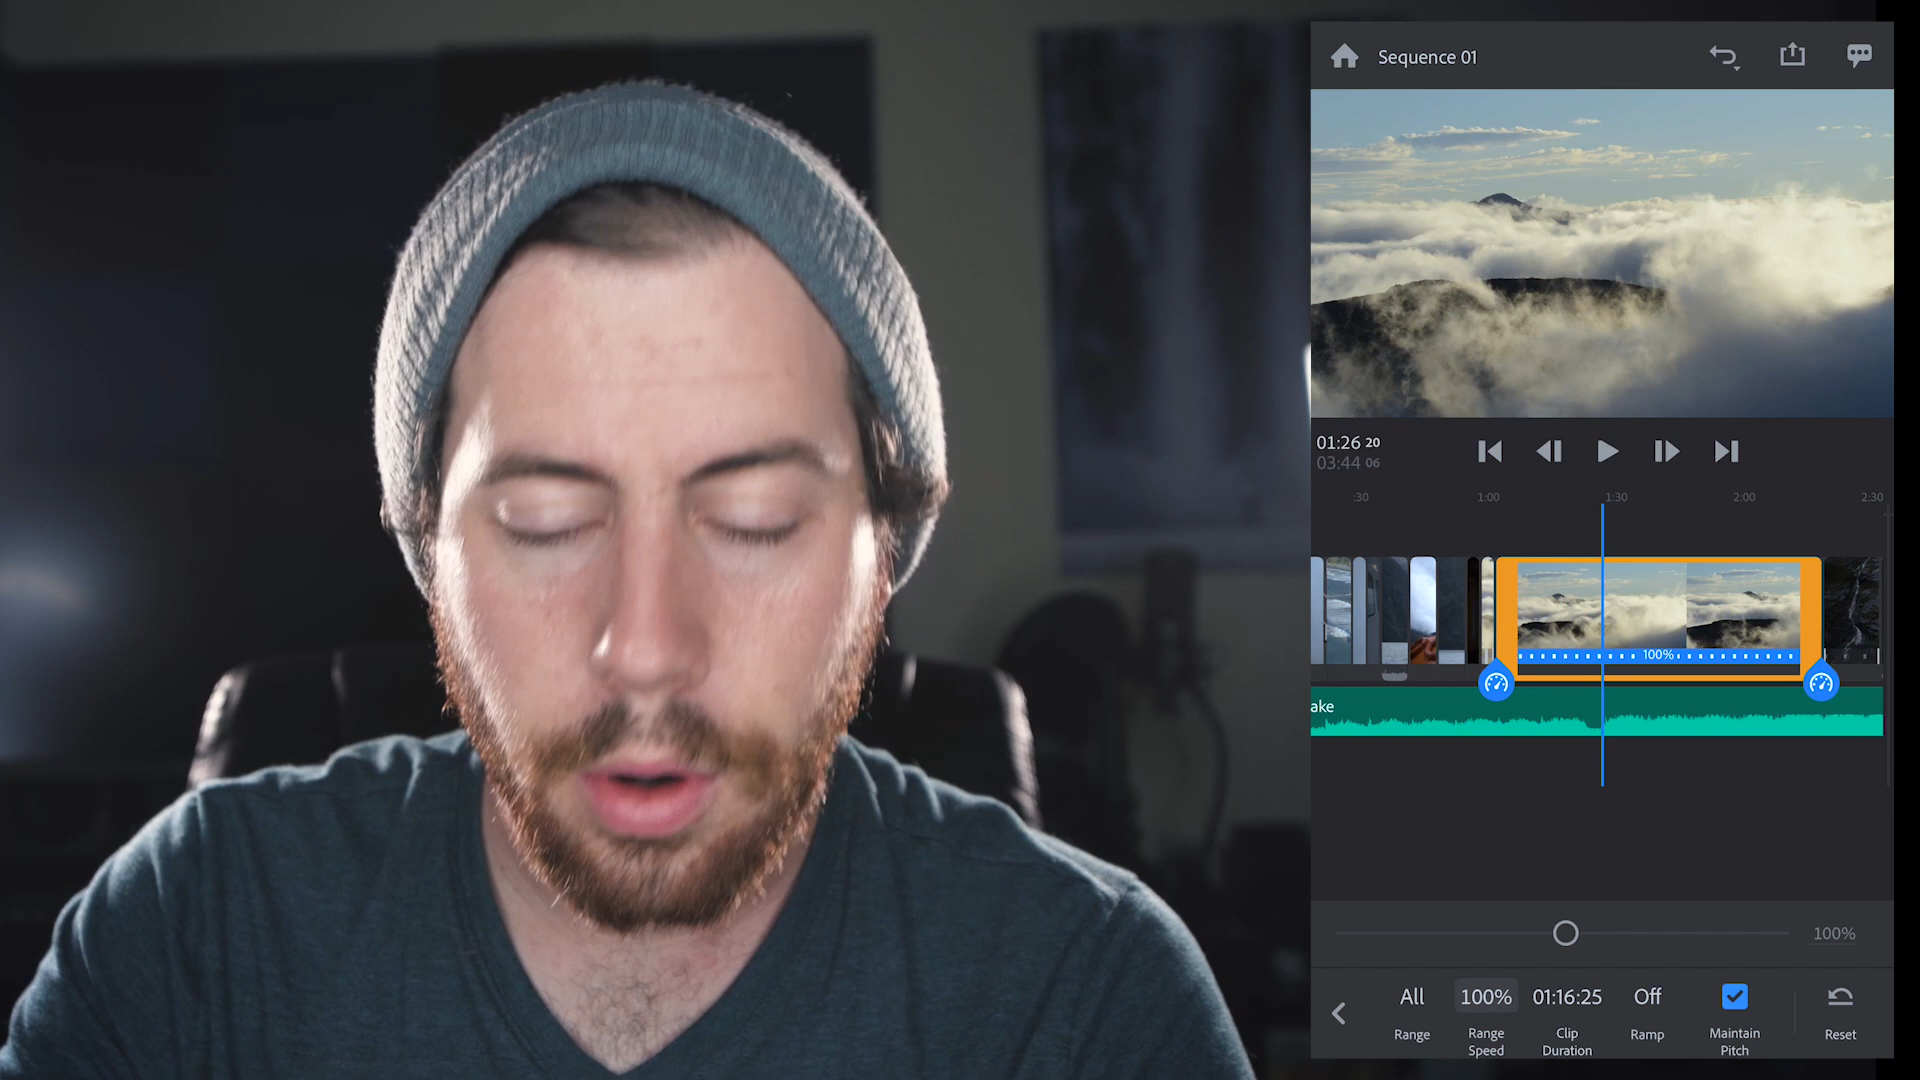 Sequence 01
01:26 20
03:44 06
:30 1:00 1:30 2:00 2:30
100%
ake
100%
All 100% 01:16:25 Off
Range Range Speed Clip Duration Ramp Maintain Pitch Reset